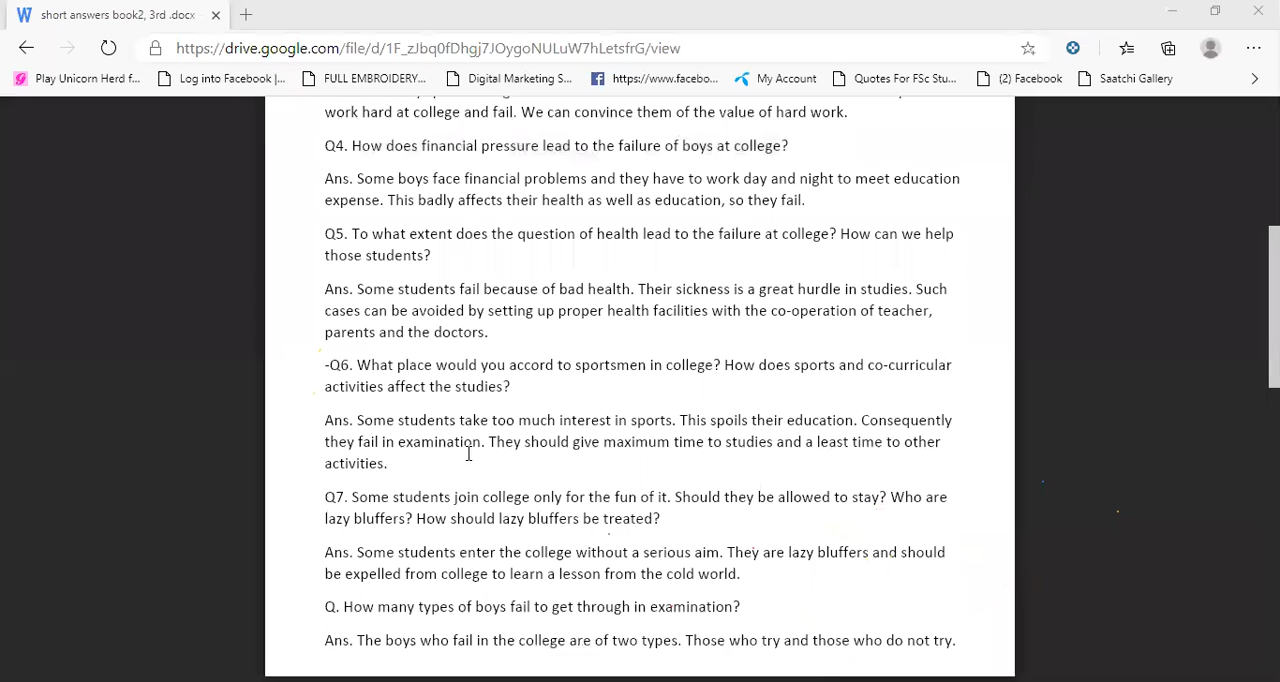 short answers book2, 3rd .docx
https://drive.google.com/file/d/1F_zJbq0fDhgj7JOygoNULuW7hLetsfrG/view
Play Unicorn Herd f...
Log into Facebook |...
FULL EMBROIDERY...
Digital Marketing S...
https://www.facebo...
My Account
Quotes For FSc Stu...
(2) Facebook
Saatchi Gallery
work hard at college and fail. We can convince them of the value of hard work.
Q4. How does financial pressure lead to the failure of boys at college?
Ans. Some boys face financial problems and they have to work day and night to meet education
expense. This badly affects their health as well as education, so they fail.
Q5. To what extent does the question of health lead to the failure at college? How can we help
those students?
Ans. Some students fail because of bad health. Their sickness is a great hurdle in studies. Such
cases can be avoided by setting up proper health facilities with the co-operation of teacher,
parents and the doctors.
-Q6. What place would you accord to sportsmen in college? How does sports and co-curricular
activities affect the studies?
Ans. Some students take too much interest in sports. This spoils their education. Consequently
they fail in examination. They should give maximum time to studies and a least time to other
activities.
Q7. Some students join college only for the fun of it. Should they be allowed to stay? Who are
lazy bluffers? How should lazy bluffers be treated?
Ans. Some students enter the college without a serious aim. They are lazy bluffers and should
be expelled from college to learn a lesson from the cold world.
Q. How many types of boys fail to get through in examination?
Ans. The boys who fail in the college are of two types. Those who try and those who do not try.